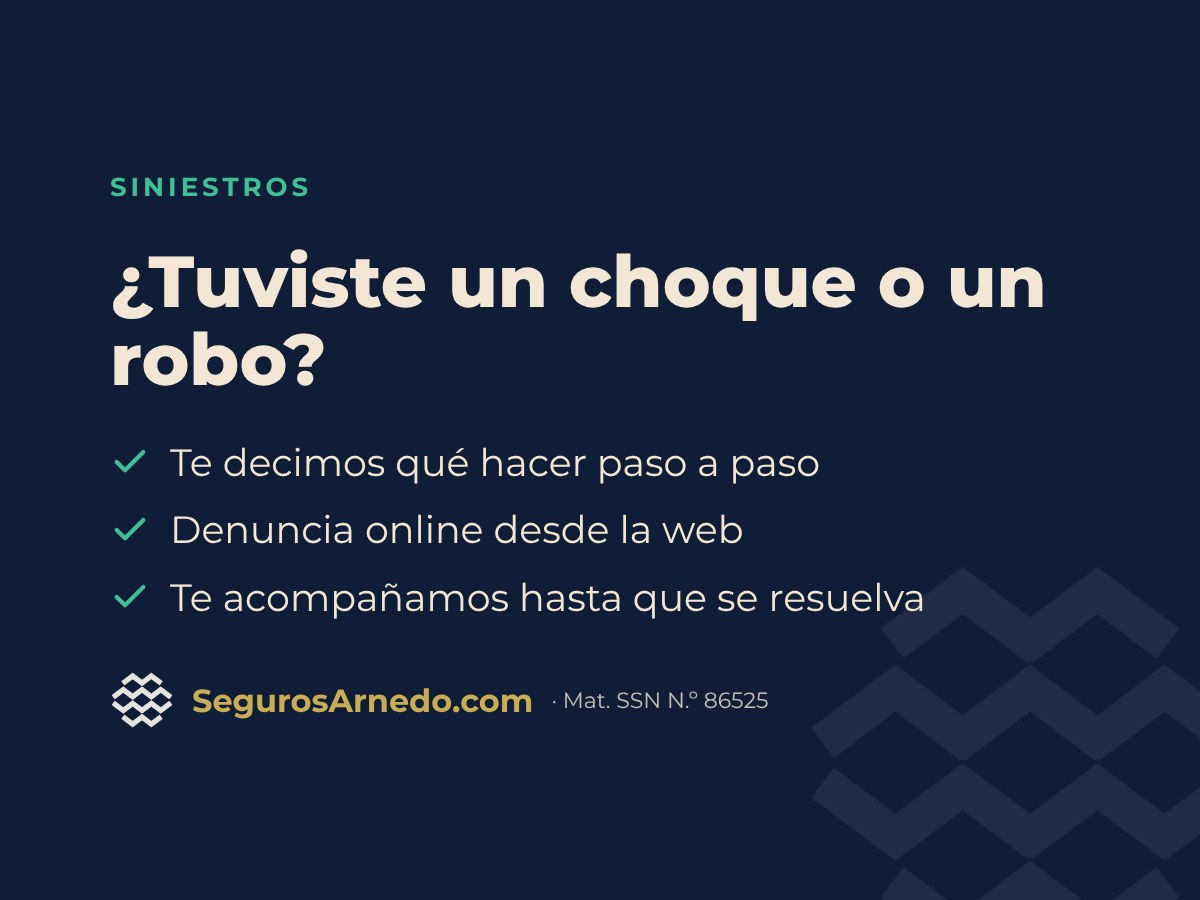 SINIESTROS
¿Tuviste un choque o un
robo?
Te decimos qué hacer paso a paso
Denuncia online desde la web
Te acompañamos hasta que se resuelva
SegurosArnedo.com · Mat. SSN N.º 86525